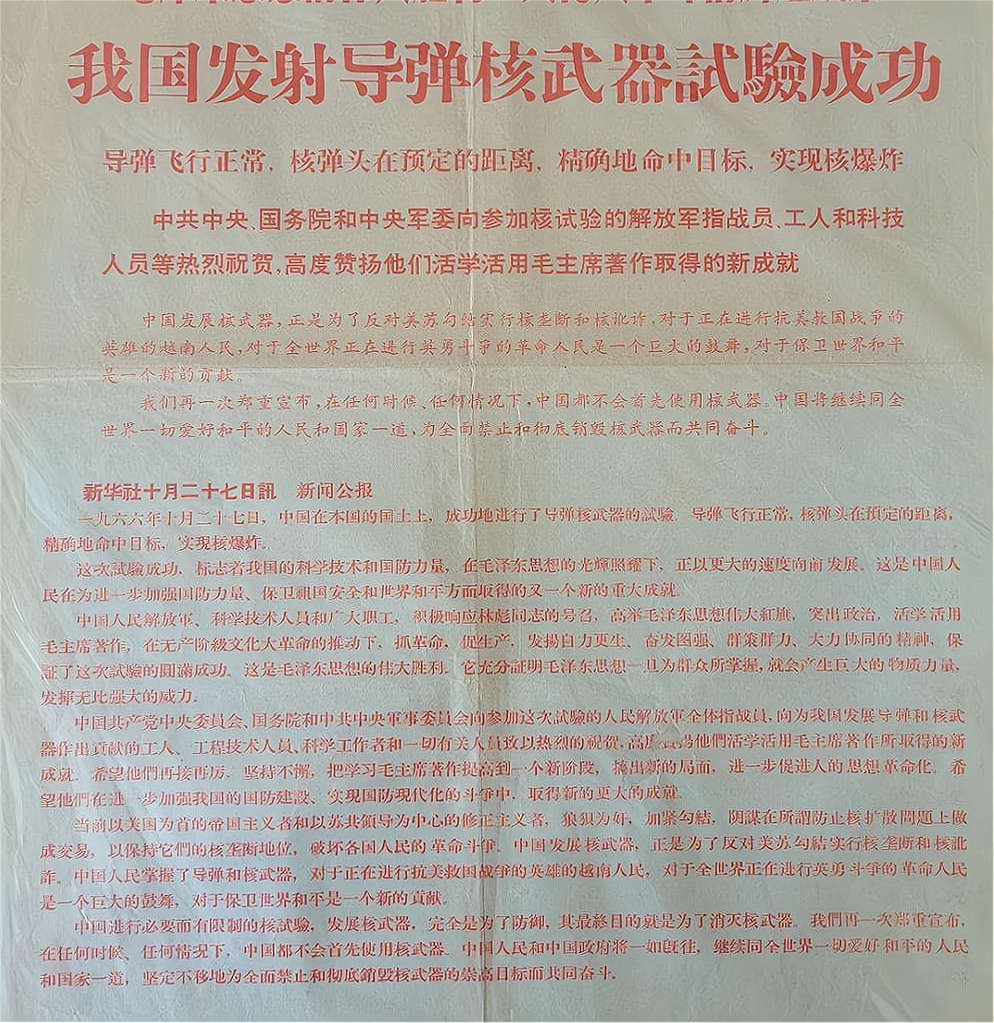 我国发射导弹核武器試驗成功
导弹飞行正常，核弹头在预定的距离，精确地命中目标，实现核爆炸
中共中央、国务院和中央军委向参加核试验的解放军指战员、工人和科技
人员等热烈祝贺，高度赞扬他们活学活用毛主席著作取得的新成就
中国发展核武器，正是为了反对美苏勾结实行核垄断和核讹诈，对于正在进行抗美救国战争的
英雄的越南人民，对于全世界正在进行英勇斗争的革命人民是一个巨大的鼓舞，对于保卫世界和平
是一个新的贡献。
我们再一次郑重宣布，在任何时候、任何情况下，中国都不会首先使用核武器。中国将继续同全
世界一切爱好和平的人民和国家一道，为全面禁止和彻底销毁核武器而共同奋斗。
新华社十月二十七日訊　新闻公报
一九六六年十月二十七日，中国在本国的国土上，成功地进行了导弹核武器的試驗。导弹飞行正常，核弹头在預定的距离，
精确地命中目标，实现核爆炸。
这次試驗成功，标志着我国的科学技术和国防力量，在毛泽东思想的光輝照耀下，正以更大的速度向前发展。这是中国人
民在为进一步加强国防力量、保卫祖国安全和世界和平方面取得的又一个新的重大成就。
中国人民解放軍、科学技术人員和广大职工，积极响应林彪同志的号召，高举毛泽东思想伟大紅旗，突出政治，活学活用
毛主席著作，在无产阶級文化大革命的推动下，抓革命，促生产，发揚自力更生、奋发图强、群策群力、大力协同的精神，保
証了这次試驗的圆滿成功。这是毛泽东思想的伟大胜利。它充分証明毛泽东思想一旦为群众所掌握，就会产生巨大的物质力量，
发揮无比强大的威力。
中国共产党中央委員会、国务院和中共中央軍事委員会向参加这次試驗的人民解放軍全体指战員，向为我国发展导弹和核武
器作出貢献的工人、工程技术人員、科学工作者和一切有关人員致以热烈的祝賀，高度贊揚他們活学活用毛主席著作所取得的新
成就。希望他們再接再厉，坚持不懈，把学习毛主席著作提高到一个新阶段，搞出新的局面，进一步促进人的思想革命化。希
望他們在进一步加强我国的国防建設、实现国防現代化的斗爭中，取得新的更大的成就。
当前以美国为首的帝国主义者和以苏共領导为中心的修正主义者，狼狽为奸，加紧勾結，阴謀在所謂防止核扩散問題上做
成交易，以保持它們的核垄断地位，破坏各国人民的革命斗爭。中国发展核武器，正是为了反对美苏勾結实行核垄断和核訛
詐。中国人民掌握了导弹和核武器，对于正在进行抗美救国战爭的英雄的越南人民，对于全世界正在进行英勇斗爭的革命人民
是一个巨大的鼓舞，对于保卫世界和平是一个新的貢献。
中国进行必要而有限制的核試驗，发展核武器，完全是为了防御，其最終目的就是为了消灭核武器。我們再一次郑重宣布，
在任何时候、任何情况下，中国都不会首先使用核武器。中国人民和中国政府将一如旣往，継续同全世界一切爱好和平的人民
和国家一道，坚定不移地为全面禁止和彻底銷毁核武器的崇高目标而共同奋斗。